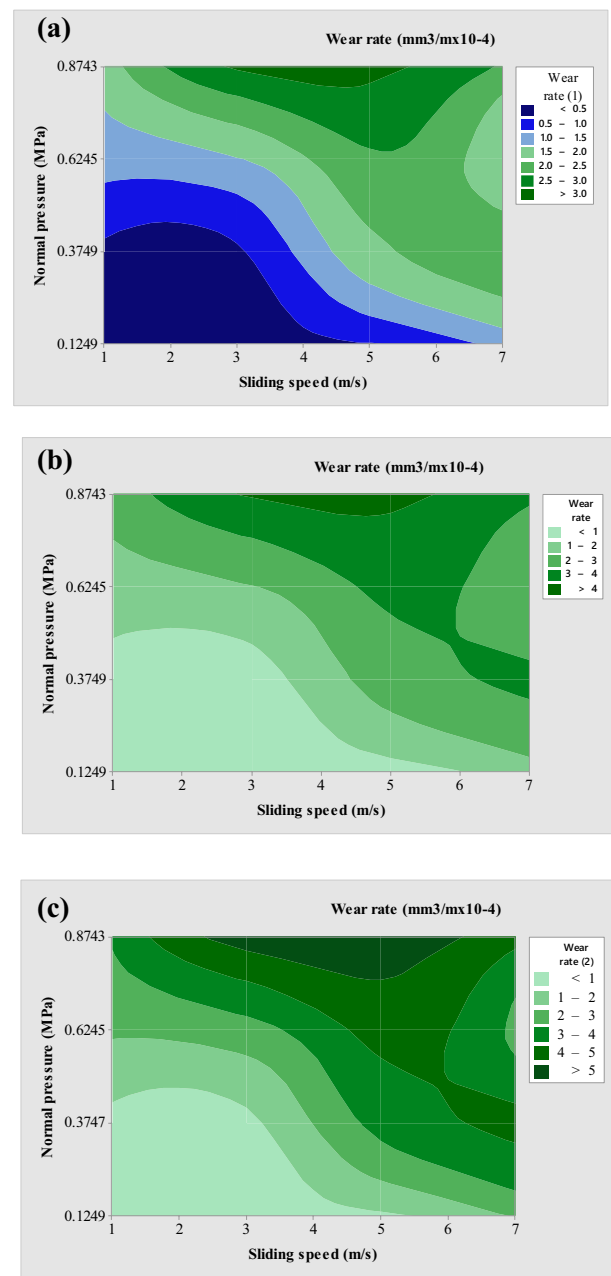 (a)
Wear rate (mm3/mx10-4)
0.8743
0.6245
0.3749
0.1249
Normal pressure (MPa)
1 2 3 4 5 6 7
Sliding speed (m/s)
Wear
rate (1)
< 0.5
0.5 – 1.0
1.0 – 1.5
1.5 – 2.0
2.0 – 2.5
2.5 – 3.0
> 3.0
(b)
Wear rate (mm3/mx10-4)
0.8743
0.6245
0.3749
0.1249
Normal pressure (MPa)
1 2 3 4 5 6 7
Sliding speed (m/s)
Wear
rate
< 1
1 – 2
2 – 3
3 – 4
> 4
(c)
Wear rate (mm3/mx10-4)
0.8743
0.6245
0.3747
0.1249
Normal pressure (MPa)
1 2 3 4 5 6 7
Sliding speed (m/s)
Wear
rate (2)
< 1
1 – 2
2 – 3
3 – 4
4 – 5
> 5